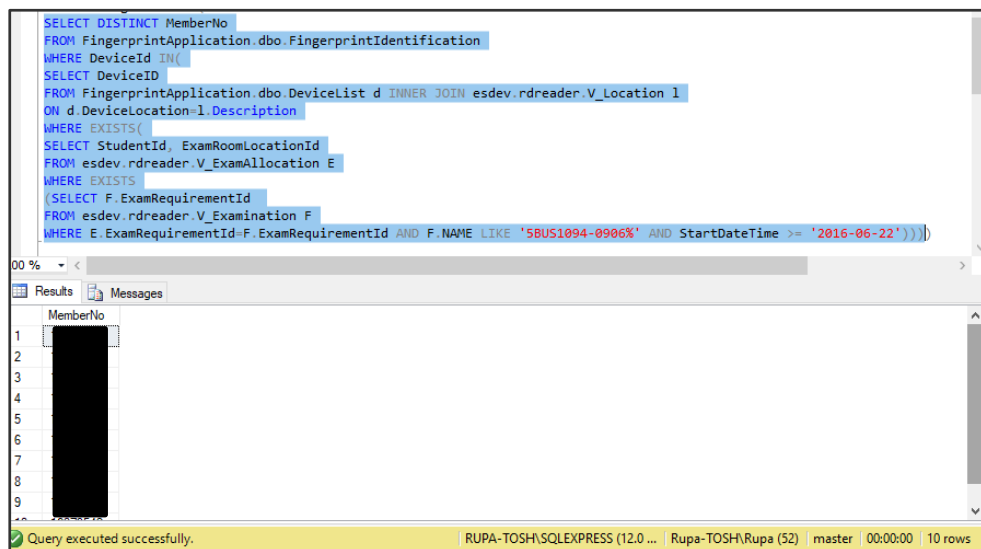 SELECT DISTINCT MemberNo
FROM FingerprintApplication.dbo.FingerprintIdentification
WHERE DeviceId IN(
SELECT DeviceID
FROM FingerprintApplication.dbo.DeviceList d INNER JOIN esdev.rdreader.V_Location l
ON d.DeviceLocation=l.Description
WHERE EXISTS(
SELECT StudentId, ExamRoomLocationId
FROM esdev.rdreader.V_ExamAllocation E
WHERE EXISTS
(SELECT F.ExamRequirementId
FROM esdev.rdreader.V_Examination F
WHERE E.ExamRequirementId=F.ExamRequirementId AND F.NAME LIKE '5BUS1094-0906%' AND StartDateTime >= '2016-06-22')))
00 %
Results Messages
MemberNo
1
2
3
4
5
6
7
8
9
Query executed successfully. RUPA-TOSH\SQLEXPRESS (12.0 ... Rupa-TOSH\Rupa (52) master 00:00:00 10 rows